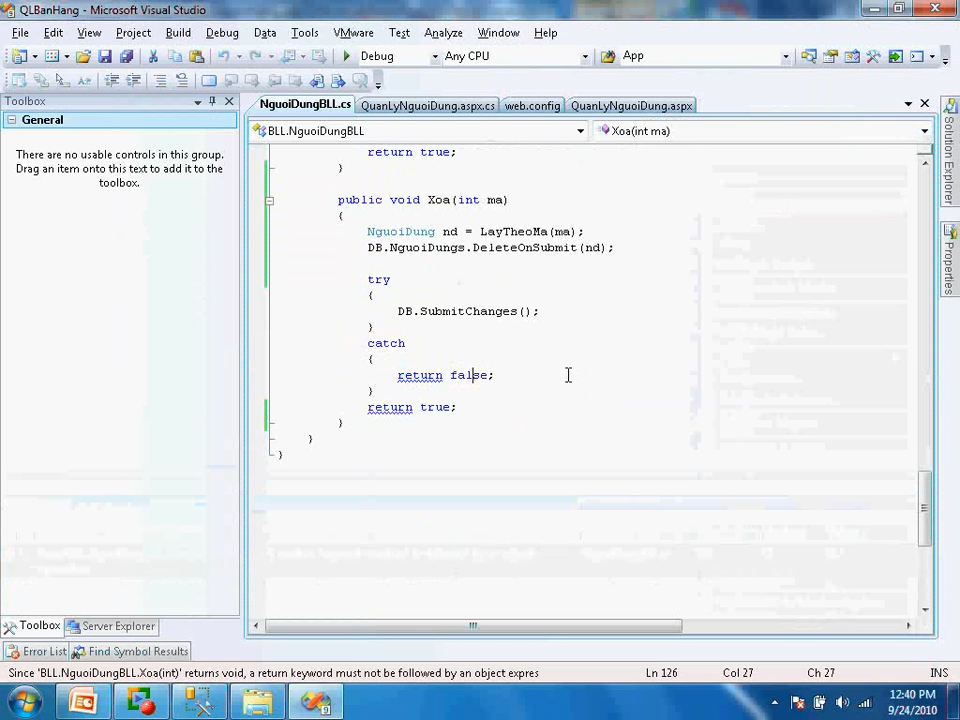 QLBanHang - Microsoft Visual Studio
File Edit View Project Build Debug Data Tools VMware Test Analyze Window Help
Debug Any CPU App
Toolbox
General
There are no usable controls in this group.
Drag an item onto this text to add it to the
toolbox.
NguoiDungBLL.cs QuanLyNguoiDung.aspx.cs web.config QuanLyNguoiDung.aspx
BLL.NguoiDungBLL Xoa(int ma)
return true;
}
public void Xoa(int ma)
{
NguoiDung nd = LayTheoMa(ma);
DB.NguoiDungs.DeleteOnSubmit(nd);
try
{
DB.SubmitChanges();
}
catch
{
return false;
}
return true;
}
}
}
Solution Explorer
Properties
Toolbox Server Explorer
Error List Find Symbol Results
Since 'BLL.NguoiDungBLL.Xoa(int)' returns void, a return keyword must not be followed by an object expres Ln 126 Col 27 Ch 27 INS
12:40 PM
9/24/2010